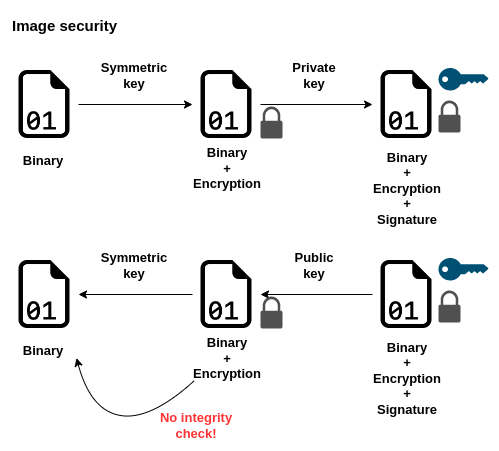 Image security
Symmetric
key
Private
key
01
01
01
Binary
Binary
+
Encryption
Binary
+
Encryption
+
Signature
Symmetric
key
Public
key
01
01
01
Binary
Binary
+
Encryption
Binary
+
Encryption
+
Signature
No integrity
check!